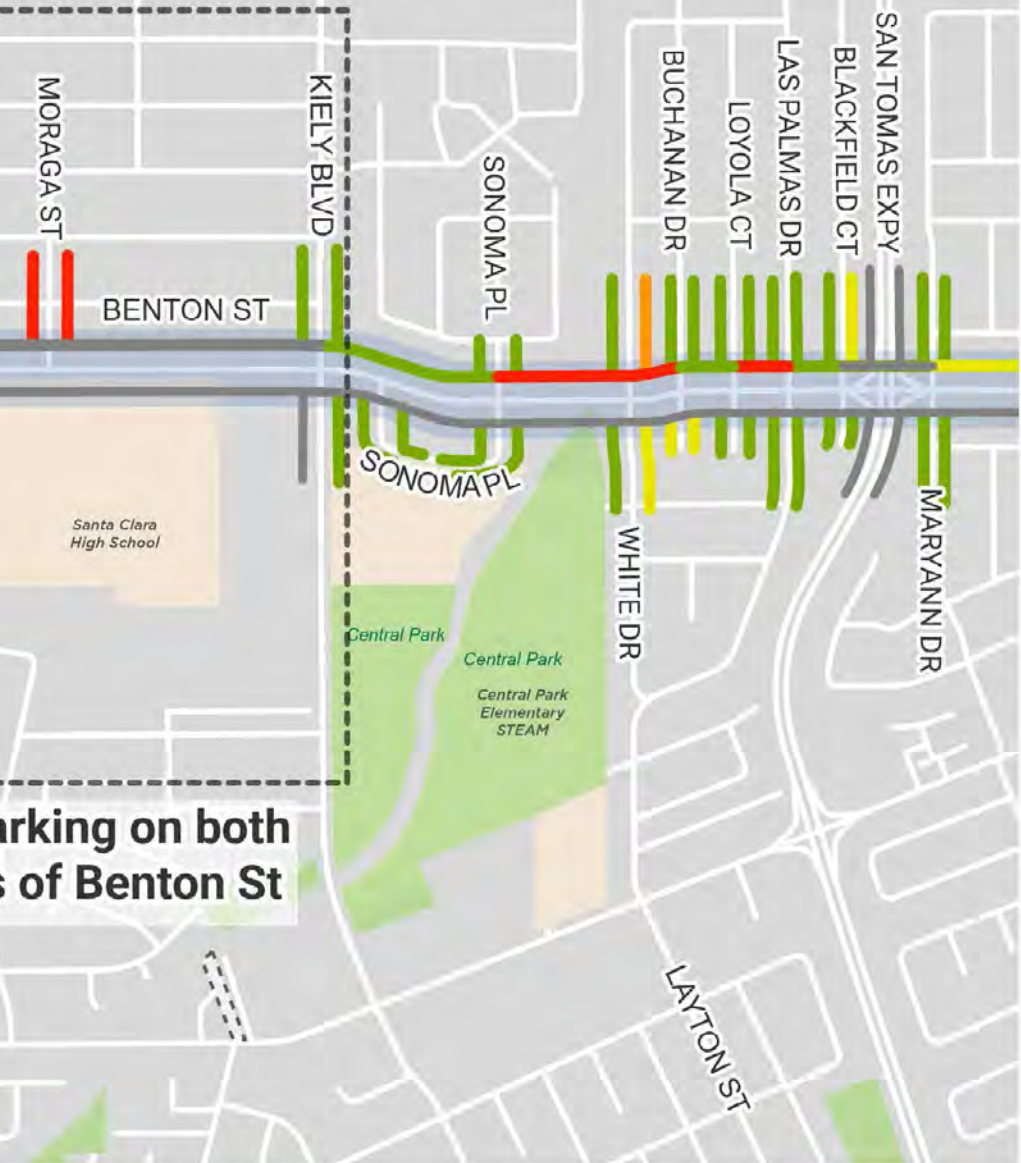 MORAGA ST
KIELY BLVD
SONOMA PL
BUCHANAN DR
LOYOLA CT
LAS PALMAS DR
BLACKFIELD CT
SAN TOMAS EXPY
BENTON ST
SONOMA PL
Santa Clara
High School
WHITE DR
MARYANN DR
Central Park
Central Park
Central Park
Elementary
STEAM
arking on both
s of Benton St
LAYTON ST